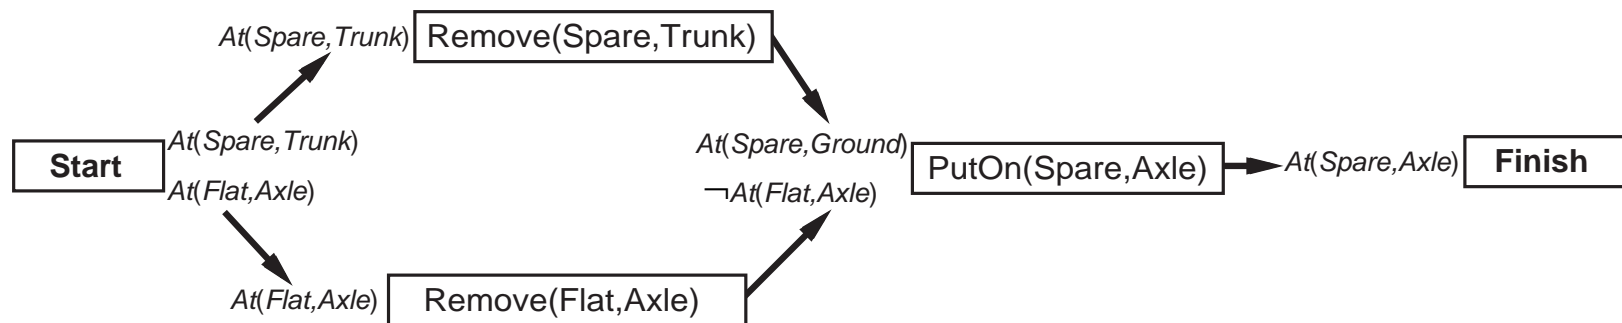 At(Spare,Trunk) Remove(Spare,Trunk)
Start
At(Spare,Trunk)
At(Flat,Axle)
At(Spare,Ground)
¬At(Flat,Axle)
PutOn(Spare,Axle)
At(Spare,Axle) Finish
At(Flat,Axle) Remove(Flat,Axle)